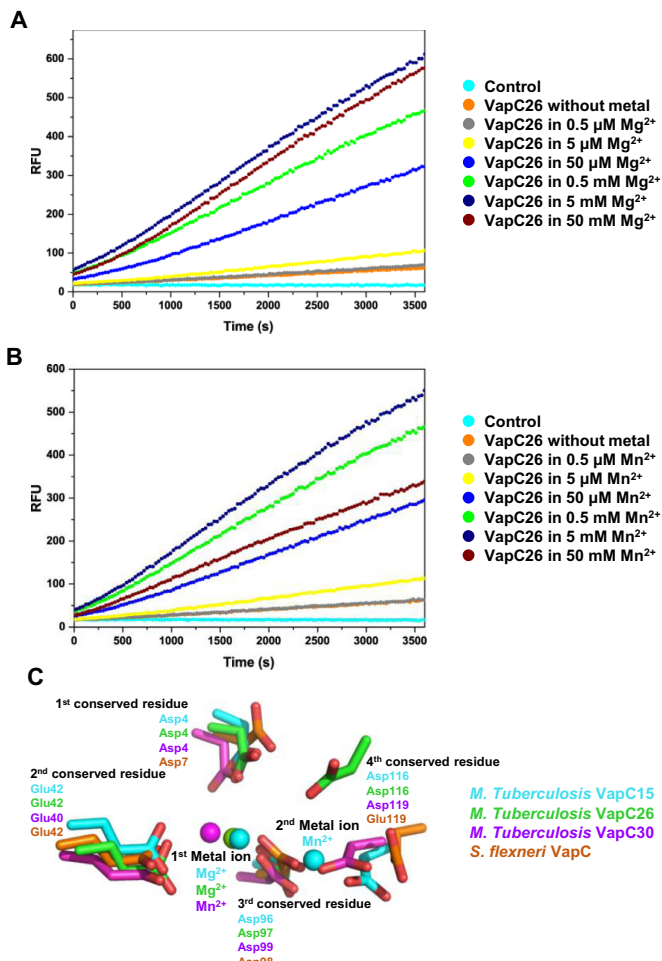 A
RFU
600
500
400
300
200
100
0
0 500 1000 1500 2000 2500 3000 3500
Time (s)
Control
VapC26 without metal
VapC26 in 0.5 μM Mg²⁺
VapC26 in 5 μM Mg²⁺
VapC26 in 50 μM Mg²⁺
VapC26 in 0.5 mM Mg²⁺
VapC26 in 5 mM Mg²⁺
VapC26 in 50 mM Mg²⁺
B
RFU
600
500
400
300
200
100
0
0 500 1000 1500 2000 2500 3000 3500
Time (s)
Control
VapC26 without metal
VapC26 in 0.5 μM Mn²⁺
VapC26 in 5 μM Mn²⁺
VapC26 in 50 μM Mn²⁺
VapC26 in 0.5 mM Mn²⁺
VapC26 in 5 mM Mn²⁺
VapC26 in 50 mM Mn²⁺
C
1st conserved residue
Asp4
Asp4
Asp4
Asp7
2nd conserved residue
Glu42
Glu42
Glu40
Glu42
4th conserved residue
Asp116
Asp116
Asp119
Glu119
2nd Metal ion
Mn²⁺
1st Metal ion
Mg²⁺
Mg²⁺
Mn²⁺
3rd conserved residue
Asp96
Asp97
Asp99
Asp98
M. Tuberculosis VapC15
M. Tuberculosis VapC26
M. Tuberculosis VapC30
S. flexneri VapC